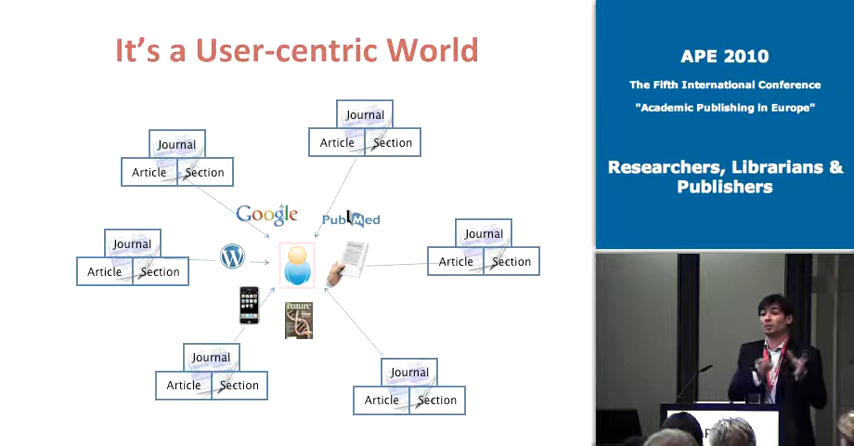 It's a User-centric World
Journal
Article Section
Journal
Article Section
Google
PubMed
Journal
Article Section
Journal
Article Section
W
nature
Journal
Article Section
Journal
Article Section
APE 2010
The Fifth International Conference
"Academic Publishing in Europe"
Researchers, Librarians &
Publishers